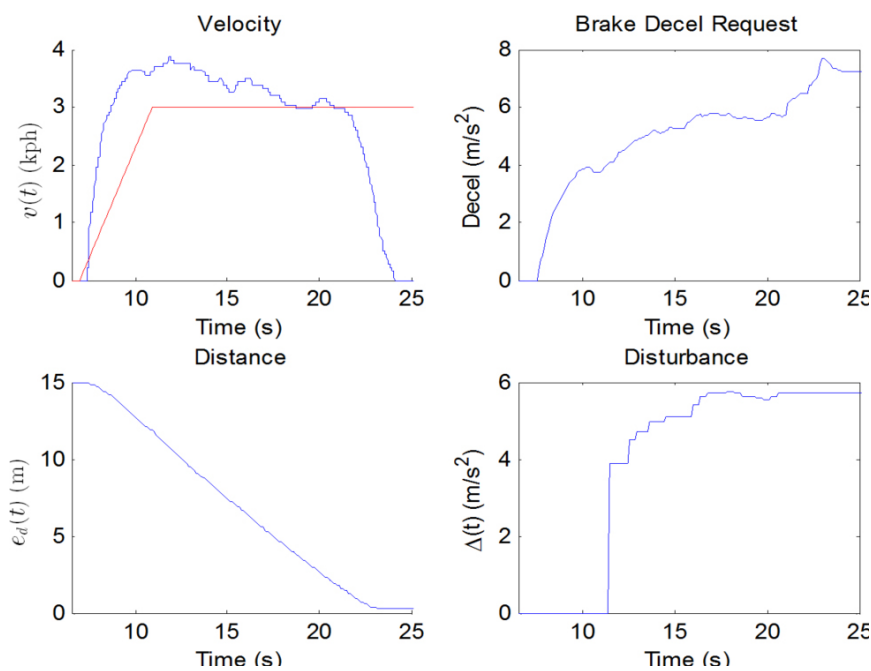 Velocity
4
3
2
1
0
v(t) (kph)
10 15 20 25
Time (s)
Brake Decel Request
8
6
4
2
0
Decel (m/s²)
10 15 20 25
Time (s)
Distance
15
10
5
0
e_d(t) (m)
10 15 20 25
Time (s)
Disturbance
6
4
2
0
Δ(t) (m/s²)
10 15 20 25
Time (s)